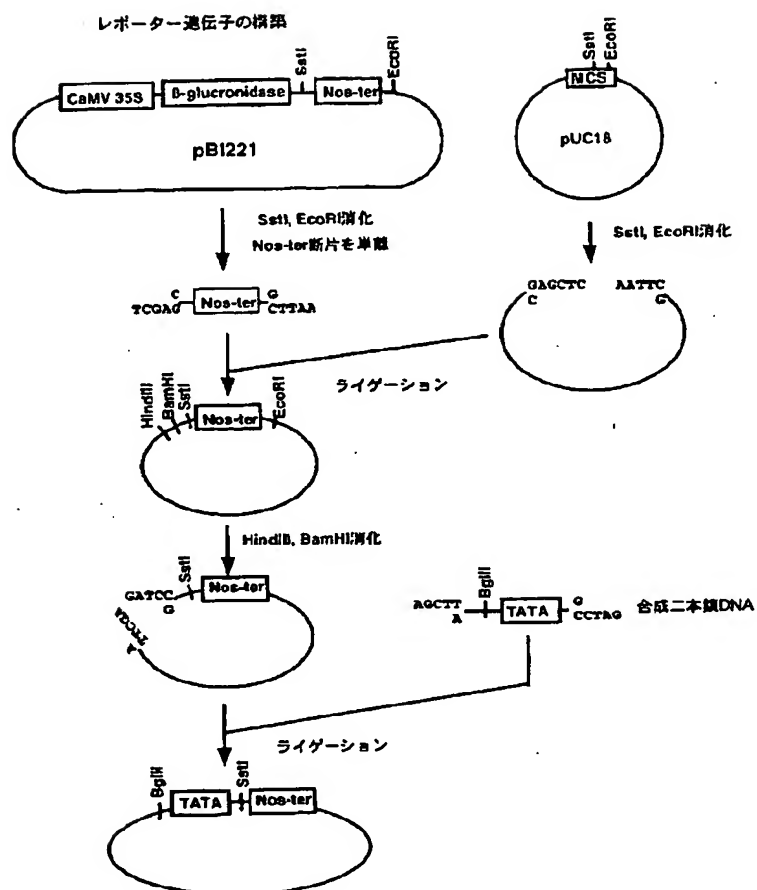 レポーター遺伝子の構築
SstI
EcoRI
CaMV 35S
β-glucronidase
Nos-ter
pBI221
SstI
EcoRI
MCS
pUC18
SstI, EcoRI消化
Nos-ter断片を単離
SstI, EcoRI消化
C
TCGAG
Nos-ter
G
CTTAA
GAGCTC
C
AATTC
G
ライゲーション
HindIII
BamHI
SstI
Nos-ter
EcoRI
HindIII, BamHI消化
GATCC
G
SstI
Nos-ter
TTCGA
A
AGCTT
A
BglII
TATA
G
CCTAG
合成二本鎖DNA
ライゲーション
BglII
TATA
SstI
Nos-ter